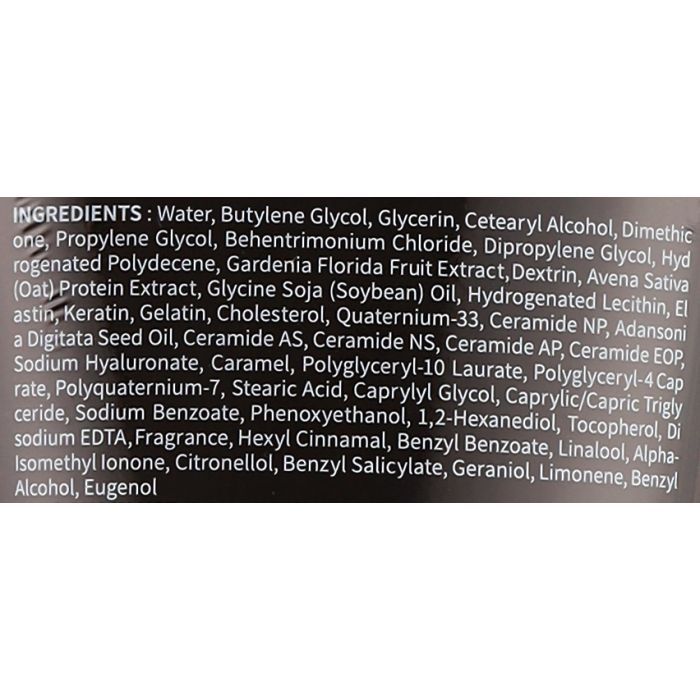 INGREDIENTS : Water, Butylene Glycol, Glycerin, Cetearyl Alcohol, Dimethic
one, Propylene Glycol, Behentrimonium Chloride, Dipropylene Glycol, Hyd
rogenated Polydecene, Gardenia Florida Fruit Extract, Dextrin, Avena Sativa
(Oat) Protein Extract, Glycine Soja (Soybean) Oil, Hydrogenated Lecithin, El
astin, Keratin, Gelatin, Cholesterol, Quaternium-33, Ceramide NP, Adansoni
a Digitata Seed Oil, Ceramide AS, Ceramide NS, Ceramide AP, Ceramide EOP,
Sodium Hyaluronate, Caramel, Polyglyceryl-10 Laurate, Polyglyceryl-4 Cap
rate, Polyquaternium-7, Stearic Acid, Caprylyl Glycol, Caprylic/Capric Trigly
ceride, Sodium Benzoate, Phenoxyethanol, 1,2-Hexanediol, Tocopherol, Di
sodium EDTA, Fragrance, Hexyl Cinnamal, Benzyl Benzoate, Linalool, Alpha-
Isomethyl Ionone, Citronellol, Benzyl Salicylate, Geraniol, Limonene, Benzyl
Alcohol, Eugenol